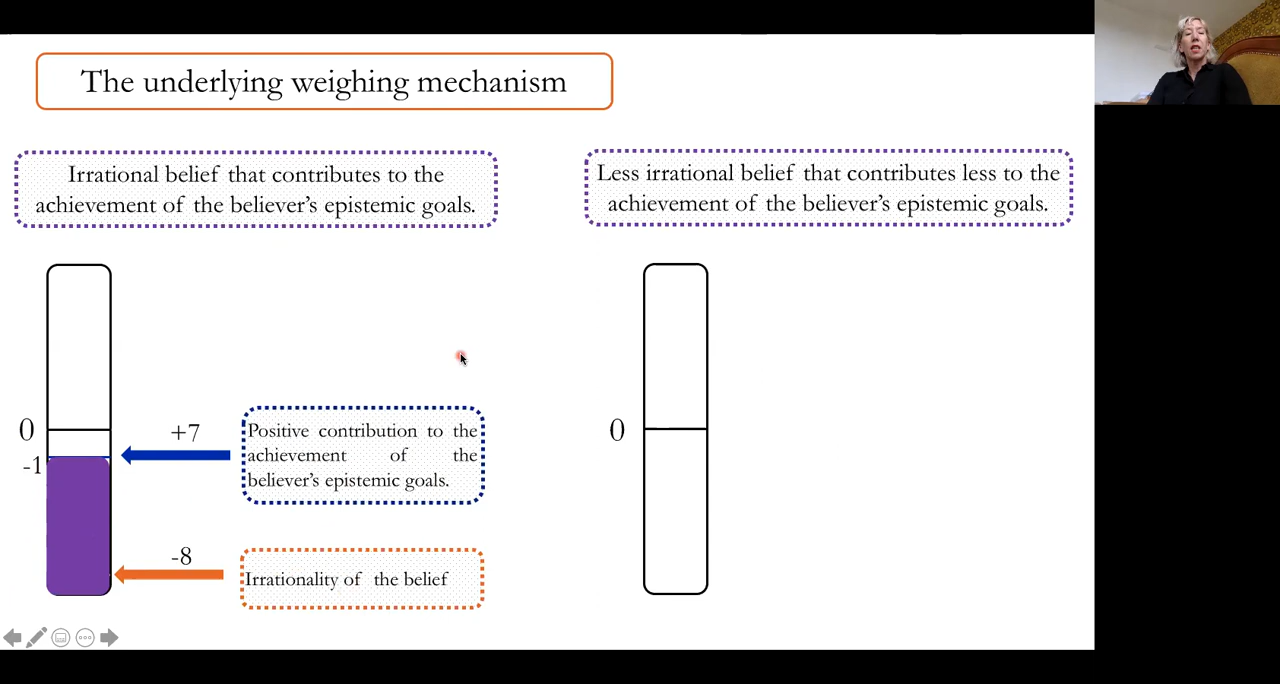 The underlying weighing mechanism
Irrational belief that contributes to the
achievement of the believer’s epistemic goals.
Less irrational belief that contributes less to the
achievement of the believer’s epistemic goals.
0
-1
+7
Positive contribution to the
achievement of the
believer’s epistemic goals.
-8
Irrationality of the belief
0